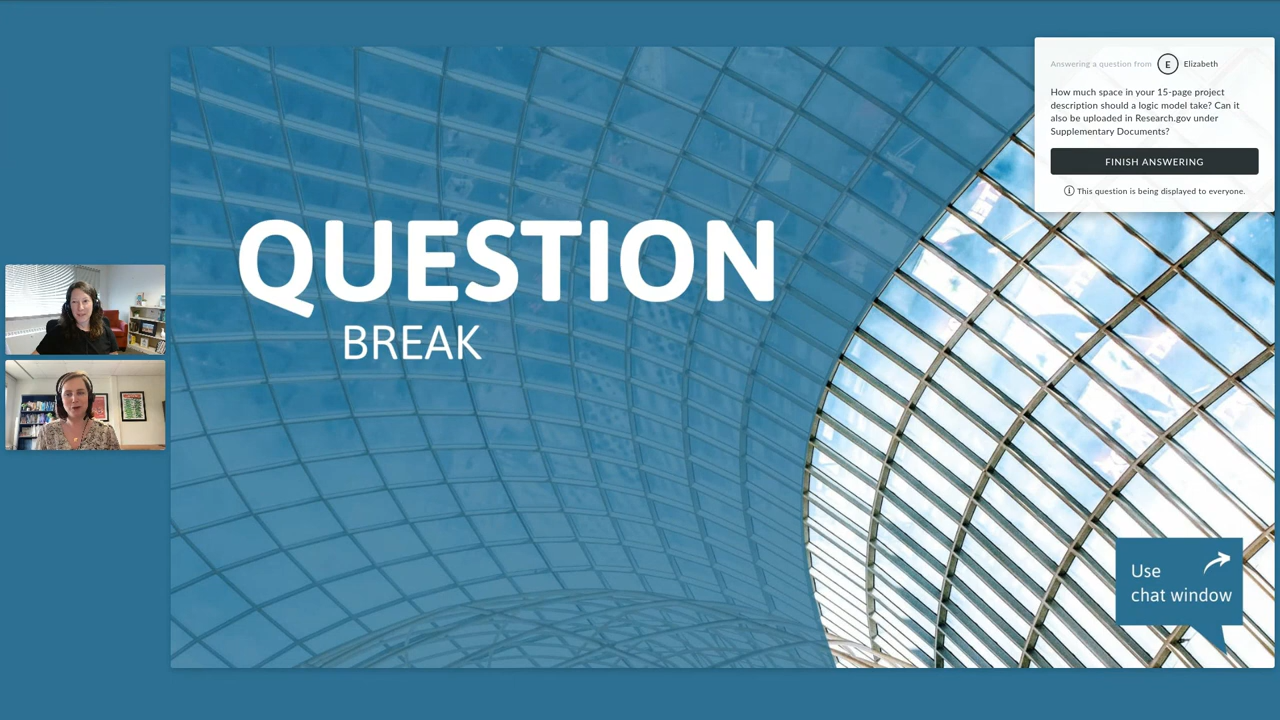 QUESTION
BREAK
Answering a question from E Elizabeth
How much space in your 15-page project
description should a logic model take? Can it
also be uploaded in Research.gov under
Supplementary Documents?
FINISH ANSWERING
This question is being displayed to everyone.
Use
chat window